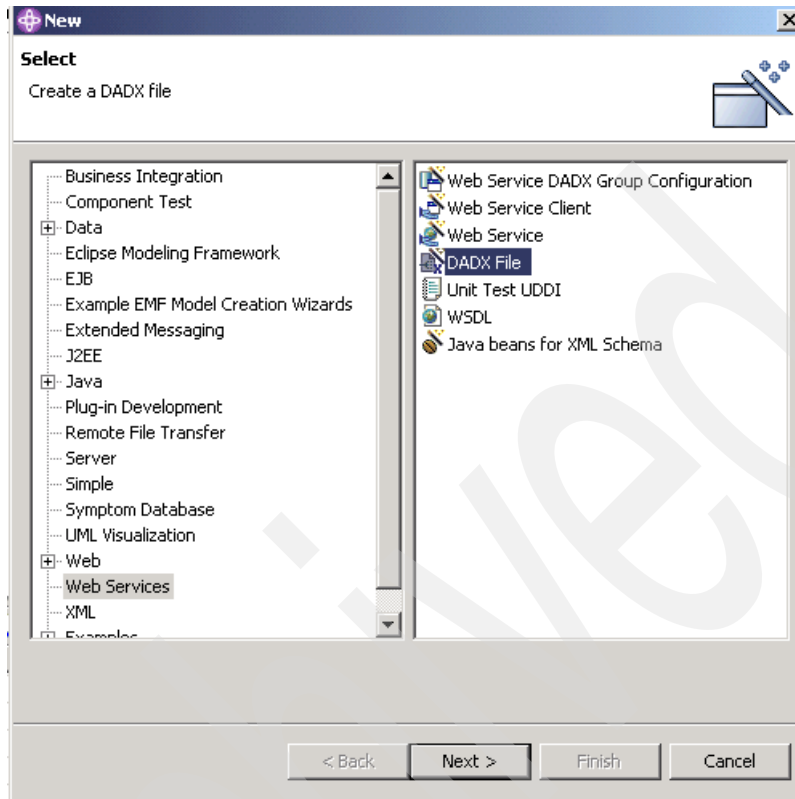 New
Select
Create a DADX file
Business Integration
Component Test
Data
Eclipse Modeling Framework
EJB
Example EMF Model Creation Wizards
Extended Messaging
J2EE
Java
Plug-in Development
Remote File Transfer
Server
Simple
Symptom Database
UML Visualization
Web
Web Services
XML
Examples
Web Service DADX Group Configuration
Web Service Client
Web Service
DADX File
Unit Test UDDI
WSDL
Java beans for XML Schema
< Back
Next >
Finish
Cancel